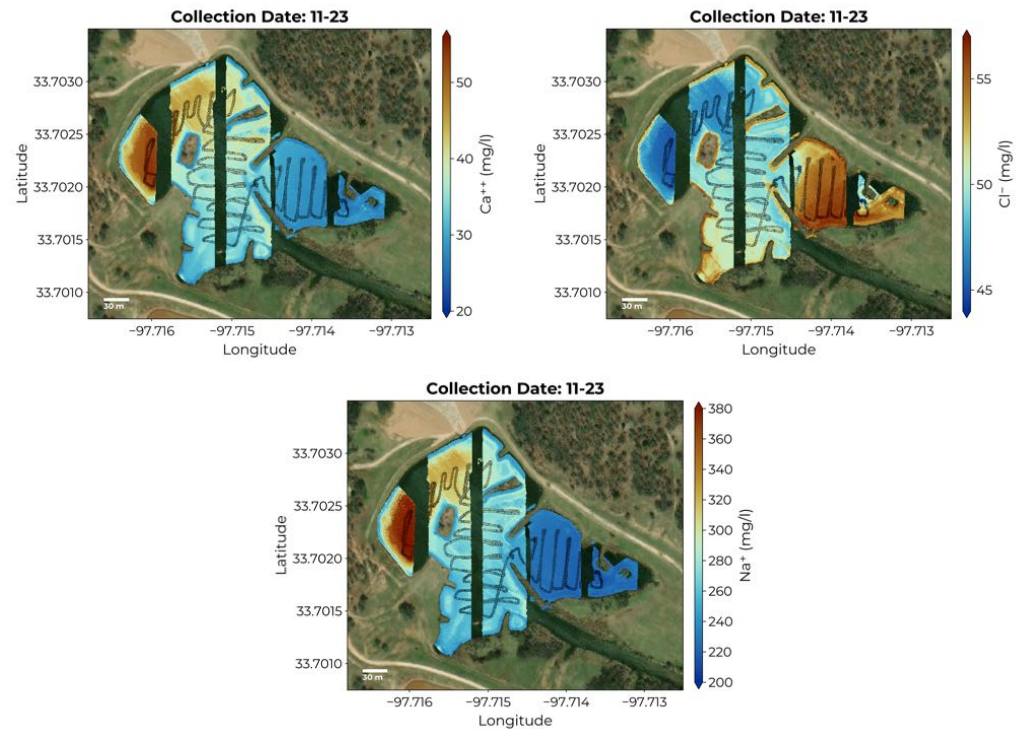 Collection Date: 11-23
33.7030
33.7025
33.7020
33.7015
33.7010
Latitude
30 m
−97.716
−97.715
−97.714
−97.713
Longitude
50
40
30
20
Ca⁺⁺ (mg/l)
Collection Date: 11-23
33.7030
33.7025
33.7020
33.7015
33.7010
Latitude
30 m
−97.716
−97.715
−97.714
−97.713
Longitude
55
50
45
Cl⁻ (mg/l)
Collection Date: 11-23
33.7030
33.7025
33.7020
33.7015
33.7010
Latitude
30 m
−97.716
−97.715
−97.714
−97.713
Longitude
380
360
340
320
300
280
260
240
220
200
Na⁺ (mg/l)